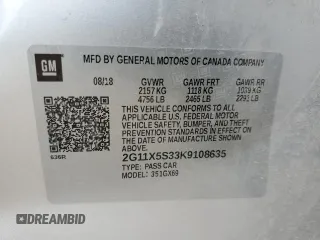 GM
MFD BY GENERAL MOTORS OF CANADA COMPANY
08/18 GVWR GAWR FRT GAWR RR
2157 KG 1118 KG 1039 KG
4756 LB 2465 LB 2291 LB
THIS VEHICLE CONFORMS TO ALL APPLICABLE
U.S. FEDERAL MOTOR
VEHICLE SAFETY, BUMPER,
AND THEFT PREVENTION
STANDARDS IN EFFECT ON
THE DATE OF MANUFACTURE
SHOWN ABOVE.
2G11X5S33K9108635
TYPE: PASS CAR
MODEL: 351GX69
© DEALERSHIP AUCTION